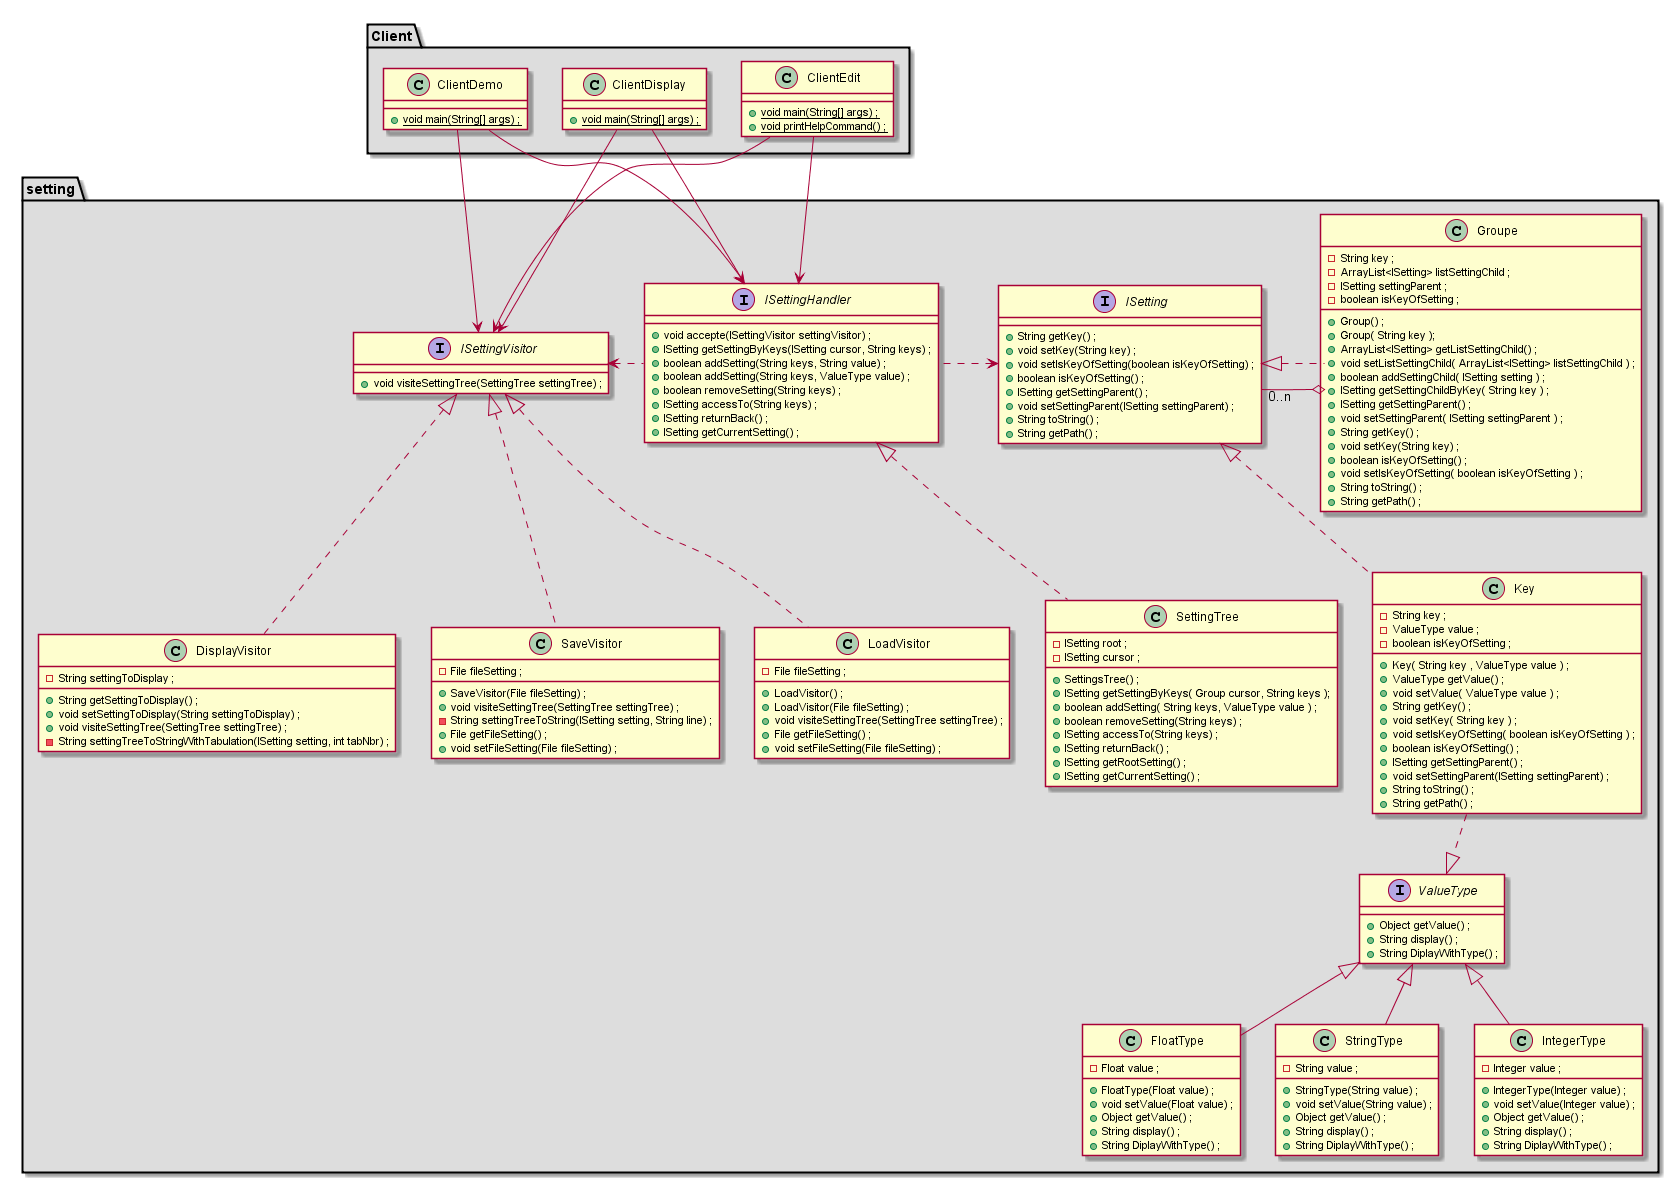 Client
C ClientDemo
void main(String[] args) ;
C ClientDisplay
void main(String[] args) ;
C ClientEdit
void main(String[] args) ;
void printHelpCommand() ;
setting
C Groupe
String key ;
ArrayList<ISetting> listSettingChild ;
ISetting settingParent ;
boolean isKeyOfSetting ;
Group() ;
Group( String key );
ArrayList<ISetting> getListSettingChild() ;
void setListSettingChild( ArrayList<ISetting> listSettingChild ) ;
boolean addSettingChild( ISetting setting ) ;
ISetting getSettingChildByKey( String key ) ;
ISetting getSettingParent() ;
void setSettingParent( ISetting settingParent ) ;
String getKey() ;
void setKey(String key) ;
boolean isKeyOfSetting() ;
void setIsKeyOfSetting( boolean isKeyOfSetting ) ;
String toString() ;
String getPath() ;
I ISettingHandler
void accepte(ISettingVisitor settingVisitor) ;
ISetting getSettingByKeys(ISetting cursor, String keys) ;
boolean addSetting(String keys, String value) ;
boolean addSetting(String keys, ValueType value) ;
boolean removeSetting(String keys) ;
ISetting accessTo(String keys) ;
ISetting returnBack() ;
ISetting getCurrentSetting() ;
I ISetting
String getKey() ;
void setKey(String key) ;
void setIsKeyOfSetting(boolean isKeyOfSetting) ;
boolean isKeyOfSetting() ;
ISetting getSettingParent() ;
void setSettingParent(ISetting settingParent) ;
String toString() ;
String getPath() ;
0..n
I ISettingVisitor
void visiteSettingTree(SettingTree settingTree) ;
C DisplayVisitor
String settingToDisplay ;
String getSettingToDisplay() ;
void setSettingToDisplay(String settingToDisplay) ;
void visiteSettingTree(SettingTree settingTree) ;
String settingTreeToStringWithTabulation(ISetting setting, int tabNbr) ;
C SaveVisitor
File fileSetting ;
SaveVisitor(File fileSetting) ;
void visiteSettingTree(SettingTree settingTree) ;
String settingTreeToString(ISetting setting, String line) ;
File getFileSetting() ;
void setFileSetting(File fileSetting) ;
C LoadVisitor
File fileSetting ;
LoadVisitor() ;
LoadVisitor(File fileSetting) ;
void visiteSettingTree(SettingTree settingTree) ;
File getFileSetting() ;
void setFileSetting(File fileSetting) ;
C SettingTree
ISetting root ;
ISetting cursor ;
SettingsTree() ;
ISetting getSettingByKeys( Group cursor, String keys );
boolean addSetting( String keys, ValueType value ) ;
boolean removeSetting(String keys) ;
ISetting accessTo(String keys) ;
ISetting returnBack() ;
ISetting getRootSetting() ;
ISetting getCurrentSetting() ;
C Key
String key ;
ValueType value ;
boolean isKeyOfSetting ;
Key( String key , ValueType value ) ;
ValueType getValue() ;
void setValue( ValueType value ) ;
String getKey() ;
void setKey( String key ) ;
void setIsKeyOfSetting( boolean isKeyOfSetting ) ;
boolean isKeyOfSetting() ;
ISetting getSettingParent() ;
void setSettingParent(ISetting settingParent) ;
String toString() ;
String getPath() ;
I ValueType
Object getValue() ;
String display() ;
String DiplayWithType() ;
C FloatType
Float value ;
FloatType(Float value) ;
void setValue(Float value) ;
Object getValue() ;
String display() ;
String DiplayWithType() ;
C StringType
String value ;
StringType(String value) ;
void setValue(String value) ;
Object getValue() ;
String display() ;
String DiplayWithType() ;
C IntegerType
Integer value ;
IntegerType(Integer value) ;
void setValue(Integer value) ;
Object getValue() ;
String display() ;
String DiplayWithType() ;